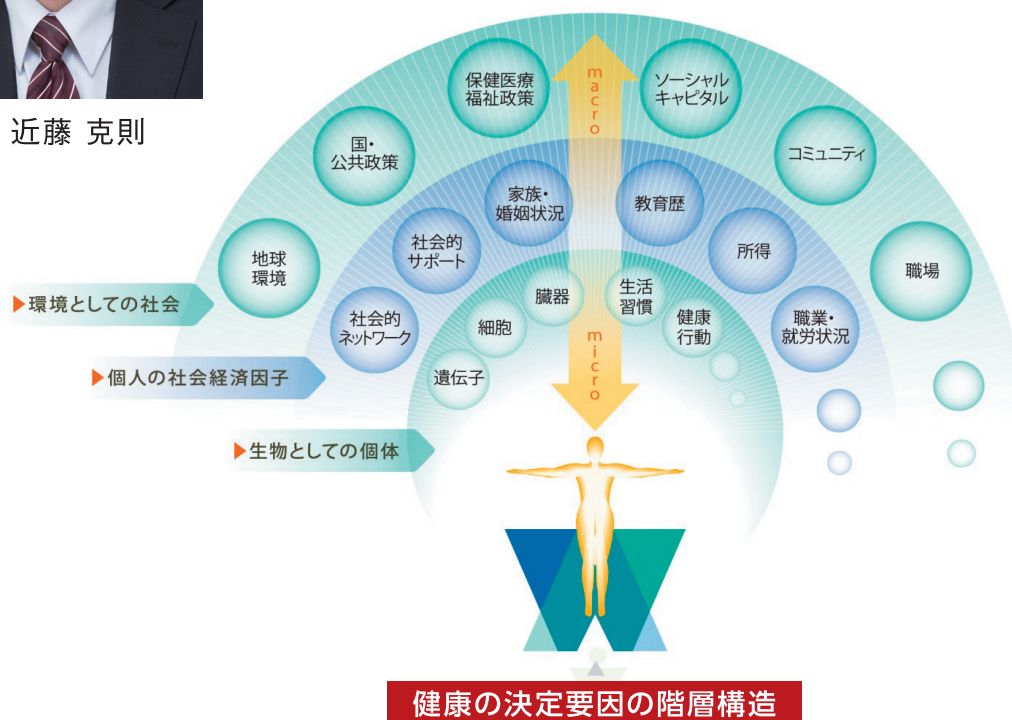 近藤 克則
macro
保健医療
福祉政策
ソーシャル
キャピタル
国・
公共政策
コミュニティ
家族・
婚姻状況
教育歴
社会的
サポート
所得
地球
環境
職場
臓器
生活
習慣
環境としての社会
社会的
ネットワーク
細胞
micro
健康
行動
職業・
就労状況
個人の社会経済因子
遺伝子
生物としての個体
健康の決定要因の階層構造